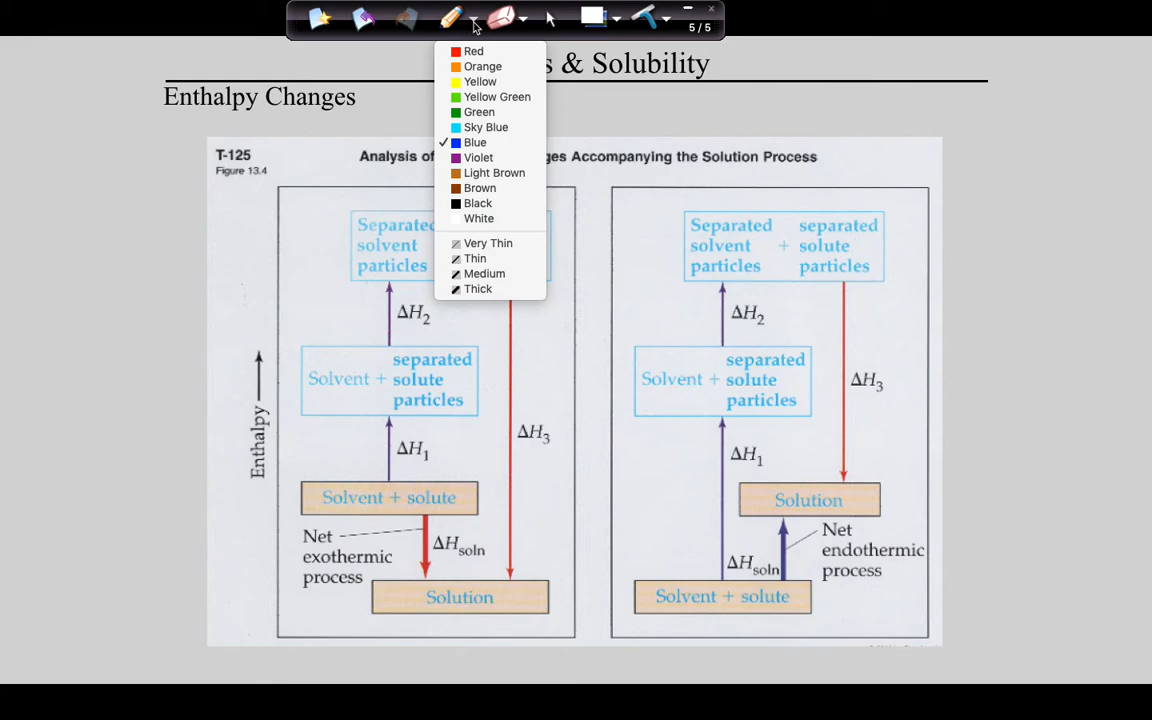 5 / 5
Red
Orange
Yellow
Yellow Green
Green
Sky Blue
Blue
Violet
Light Brown
Brown
Black
White
Very Thin
Thin
Medium
Thick
& Solubility
Enthalpy Changes
T-125
Figure 13.4
Analysis of
Accompanying the Solution Process
Enthalpy
solvent
particles
ΔH₂
Solvent + separated
solute
particles
ΔH₁
ΔH₃
Solvent + solute
Net
exothermic
process
ΔHsoln
Solution
Separated
solvent
particles
+
separated
solute
particles
ΔH₂
Solvent + separated
solute
particles
ΔH₃
ΔH₁
Solution
Net
endothermic
process
ΔHsoln
Solvent + solute